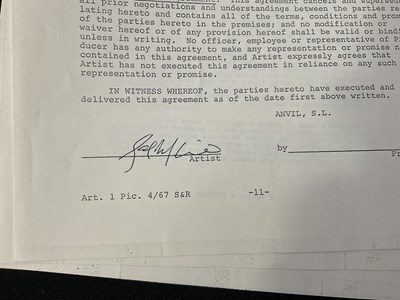 This agreement cancels and
all prior negotiations and understandings between the parties
lating hereto and contains all of the terms, conditions and
of the parties hereto in the premises; and no modification or
waiver hereof or of any provision hereof shall be valid or
unless in writing. No officer, employee or representative of
ducer has any authority to make any representation or promise
contained in this agreement, and Artist expressly agrees that
Artist has not executed this agreement in reliance on any such
representation or promise.
IN WITNESS WHEREOF, the parties hereto have executed and
delivered this agreement as of the date first above written.
ANVIL, S.L.
Artist
by
Art. 1 Pic. 4/67 S&R
-11-